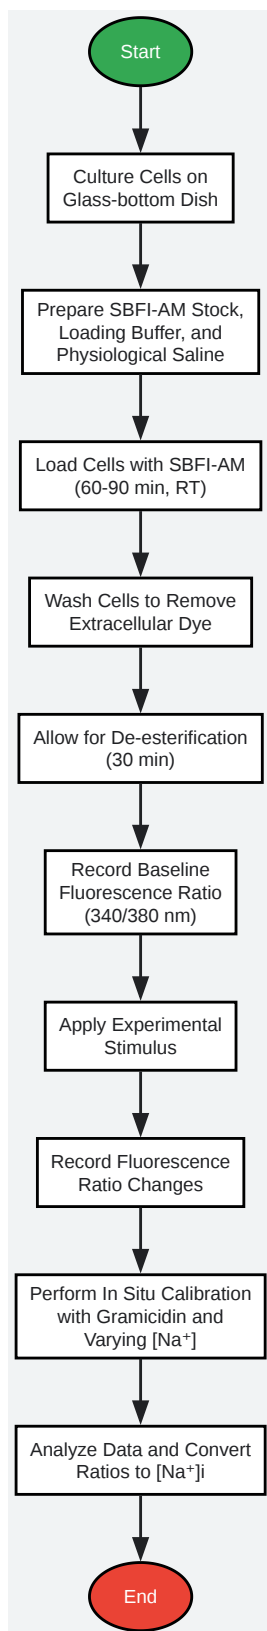 Start
Culture Cells on
Glass-bottom Dish
Prepare SBFI-AM Stock,
Loading Buffer, and
Physiological Saline
Load Cells with SBFI-AM
(60-90 min, RT)
Wash Cells to Remove
Extracellular Dye
Allow for De-esterification
(30 min)
Record Baseline
Fluorescence Ratio
(340/380 nm)
Apply Experimental
Stimulus
Record Fluorescence
Ratio Changes
Perform In Situ Calibration
with Gramicidin and
Varying [Na⁺]
Analyze Data and Convert
Ratios to [Na⁺]i
End